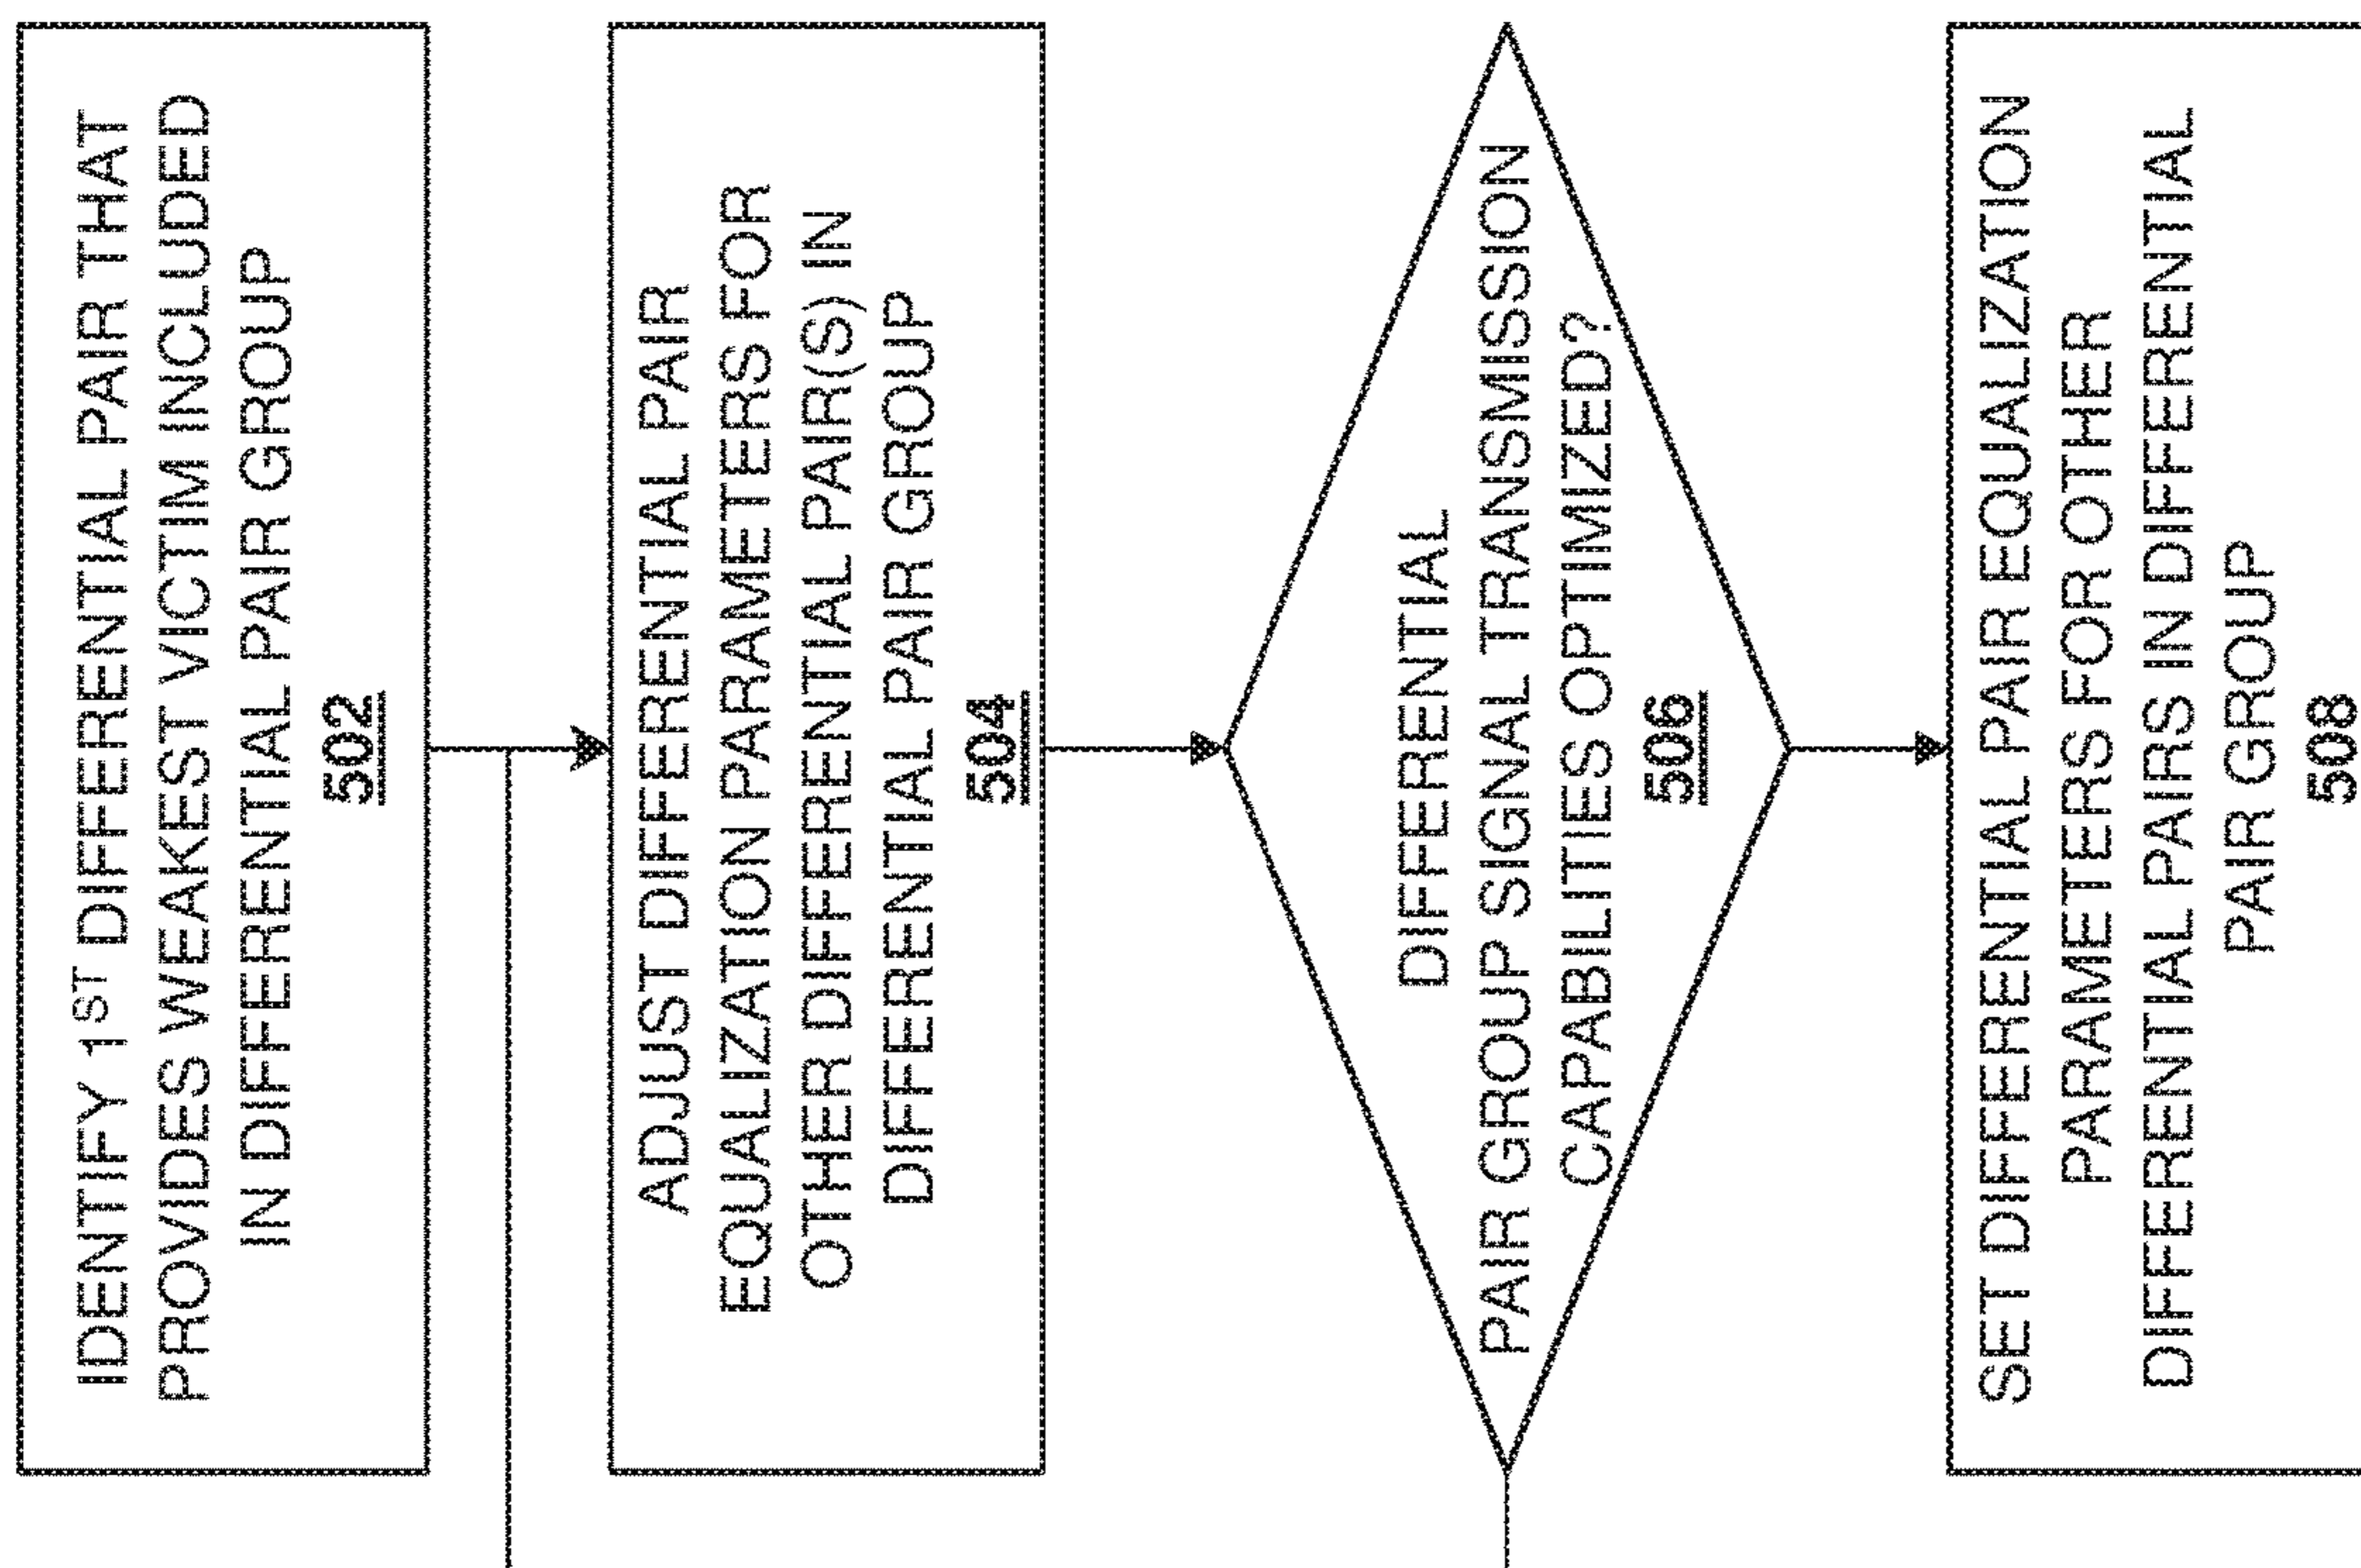 IDENTIFY 1ST DIFFERENTIAL PAIR THAT
PROVIDES WEAKEST VICTIM INCLUDED
IN DIFFERENTIAL PAIR GROUP
502
ADJUST DIFFERENTIAL PAIR
EQUALIZATION PARAMETERS FOR
OTHER DIFFERENTIAL PAIR(S) IN
DIFFERENTIAL PAIR GROUP
504
DIFFERENTIAL
PAIR GROUP SIGNAL TRANSMISSION
CAPABILITIES OPTIMIZED?
506
SET DIFFERENTIAL PAIR EQUALIZATION
PARAMETERS FOR OTHER
DIFFERENTIAL PAIRS IN DIFFERENTIAL
PAIR GROUP
508